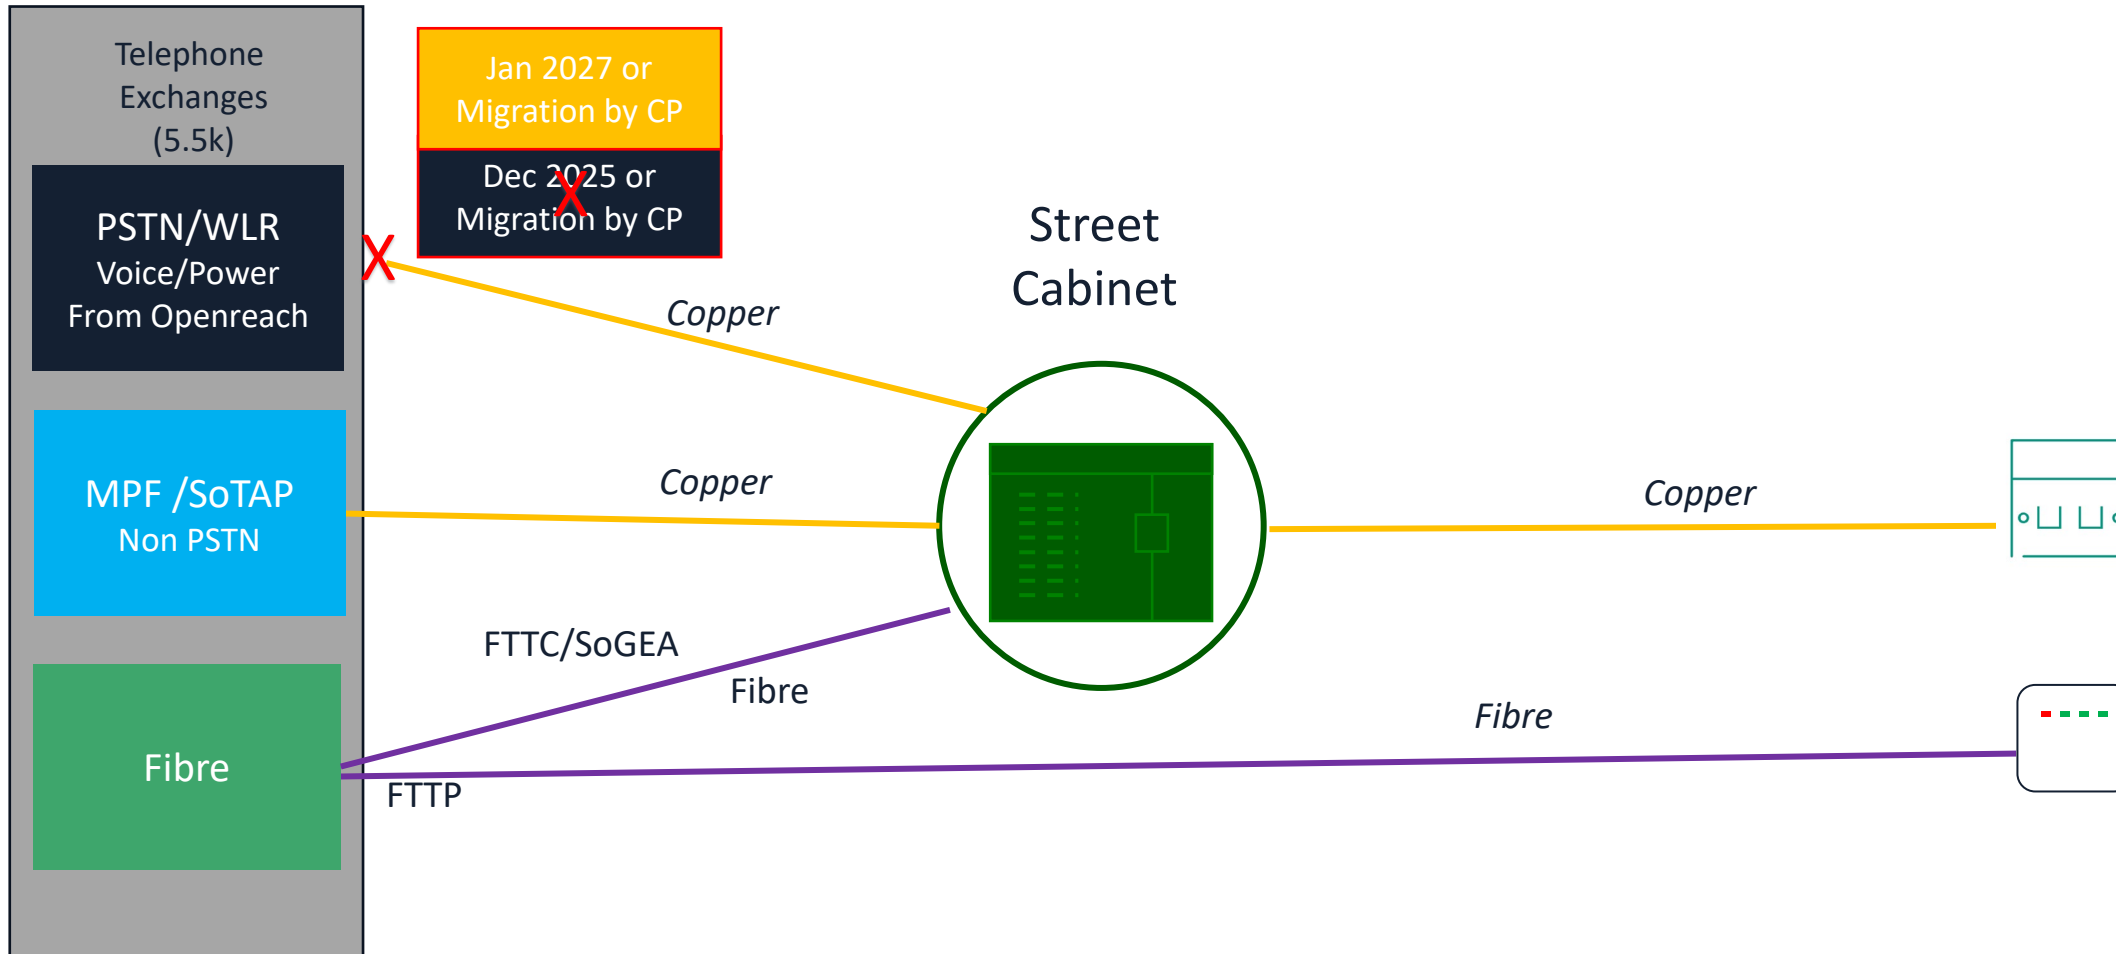 Telephone
Exchanges
(5.5k)
PSTN/WLR
Voice/Power
From Openreach
MPF /SoTAP
Non PSTN
Fibre
Jan 2027 or
Migration by CP
Dec 2025 or
Migration by CP
X
X
Copper
Copper
FTTC/SoGEA
Fibre
FTTP
Street
Cabinet
Copper
Fibre